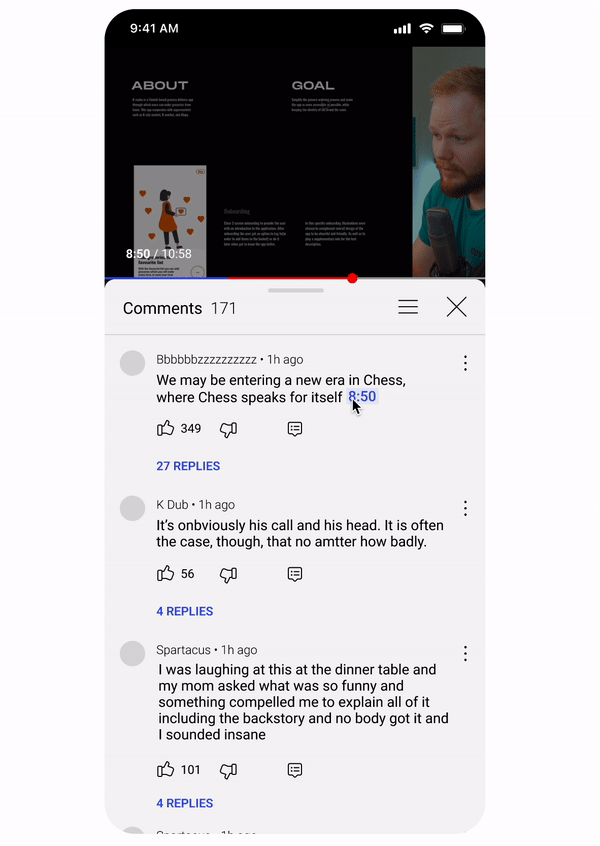 9:41 AM
ABOUT
GOAL
Onboarding
favourite list
8:50 / 10:58
Comments 171
Bbbbbbzzzzzzzzzz • 1h ago
We may be entering a new era in Chess,
where Chess speaks for itself 8:50
349
27 REPLIES
K Dub • 1h ago
It's onbviously his call and his head. It is often
the case, though, that no amtter how badly.
56
4 REPLIES
Spartacus • 1h ago
I was laughing at this at the dinner table and
my mom asked what was so funny and
something compelled me to explain all of it
including the backstory and no body got it and
I sounded insane
101
4 REPLIES
Spartacus • 1h ago